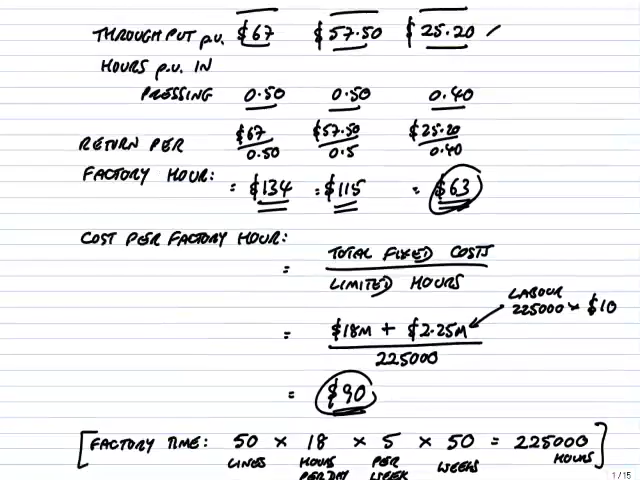 THROUGHPUT p.u. $67 $57.50 $25.20
HOURS p.u. IN
PRESSING 0.50 0.50 0.40
$67 $57.50 $25.20
RETURN PER 0.50 0.5 0.40
FACTORY HOUR: = $134 = $115 = $63
COST PER FACTORY HOUR:
TOTAL FIXED COSTS
= LIMITED HOURS
LABOUR
225000 × $10
= $18M + $2.25M
225000
= $90
[FACTORY TIME: 50 × 18 × 5 × 50 = 225000]
LINES HOURS PER WEEKS HOURS
PER DAY WEEK
1/15